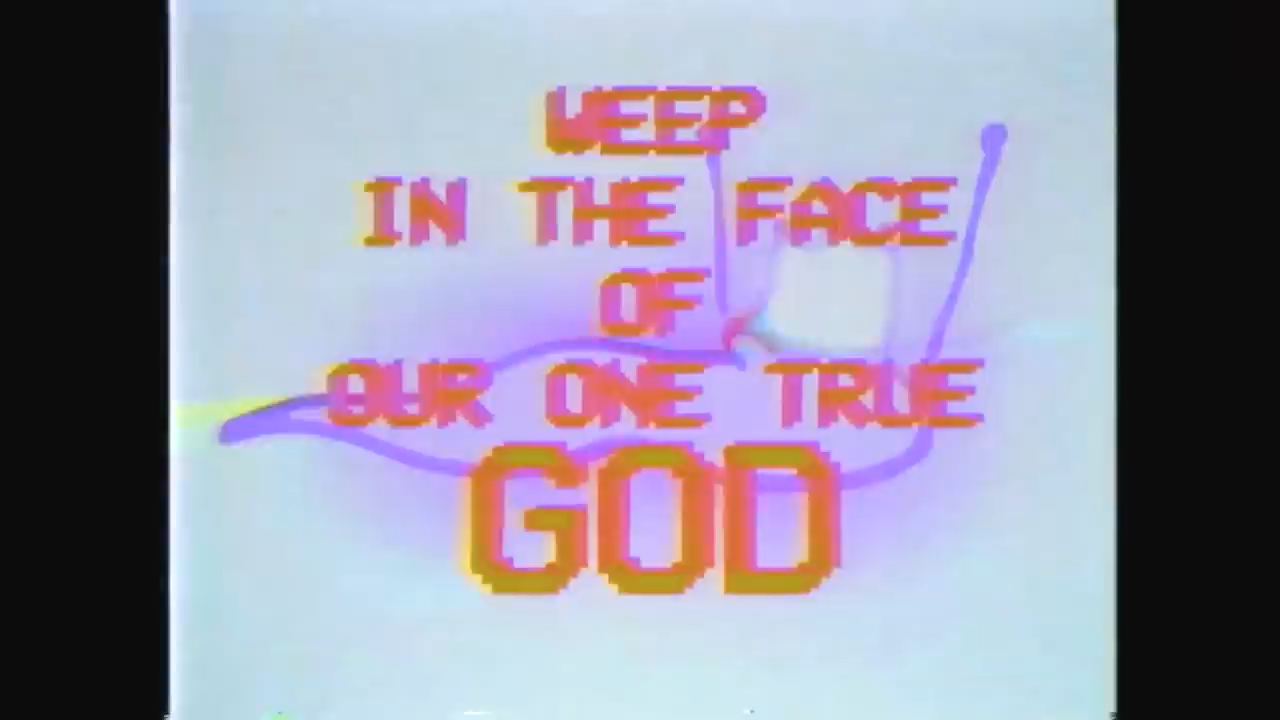 WEEP
IN THE FACE
OF
OUR ONE TRUE
GOD